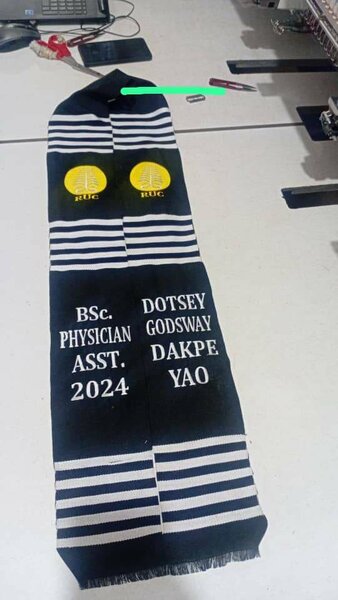 RUC
RUC
BSc.
PHYSICIAN
ASST.
2024
DOTSEY
GODSWAY
DAKPE
YAO